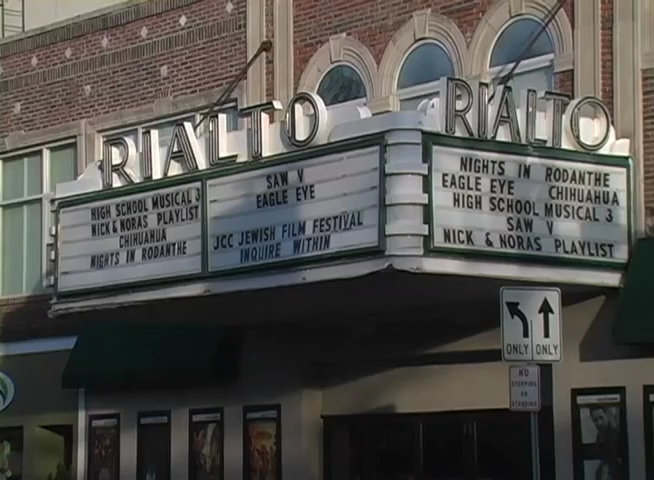 RIALTO
RIALTO
HIGH SCHOOL MUSICAL 3
NICK & NORAS PLAYLIST
CHIHUAHUA
NIGHTS IN RODANTHE
SAW V
EAGLE EYE
JCC JEWISH FILM FESTIVAL
INQUIRE WITHIN
NIGHTS IN RODANTHE
EAGLE EYE CHIHUAHUA
HIGH SCHOOL MUSICAL 3
SAW V
NICK & NORAS PLAYLIST
ONLY ONLY
NO
STOPPING OR
STANDING